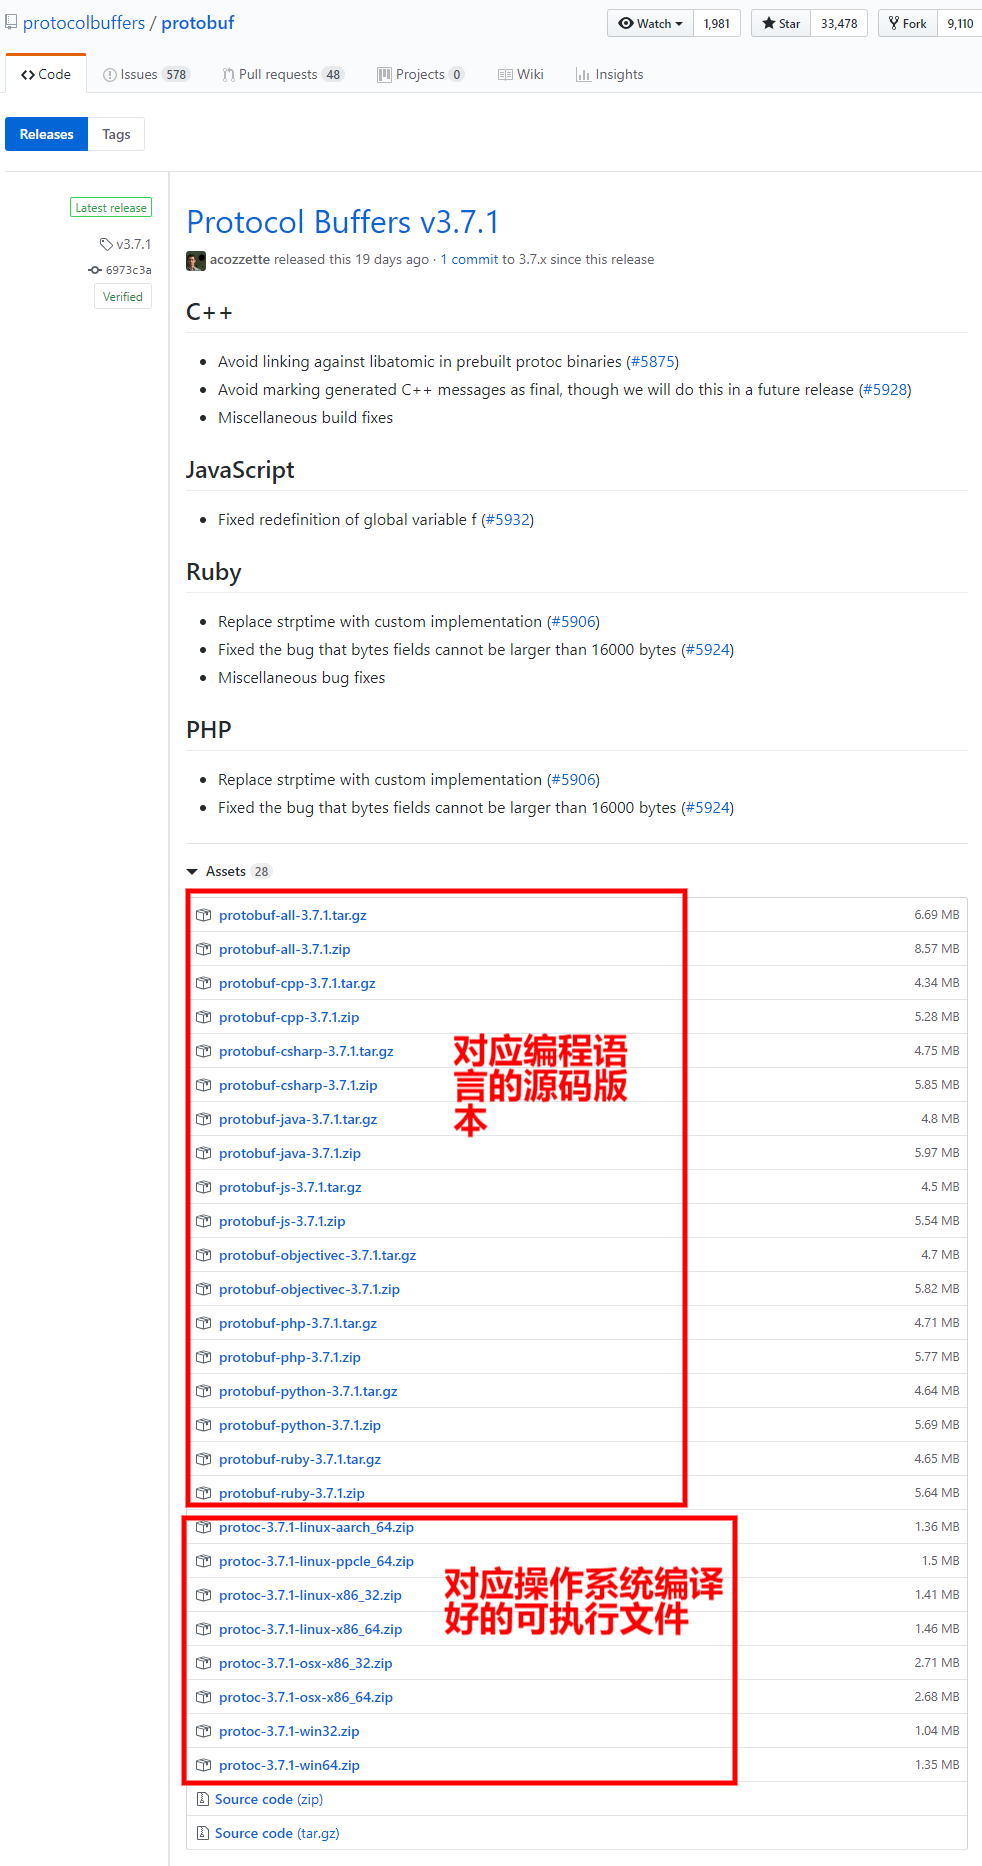 protocolbuffers / protobuf
Watch 1,981 Star 33,478 Fork 9,110
Code Issues 578 Pull requests 48 Projects 0 Wiki Insights
Releases Tags
Latest release
v3.7.1
6973c3a
Verified
Protocol Buffers v3.7.1
acozzette released this 19 days ago · 1 commit to 3.7.x since this release
C++
Avoid linking against libatomic in prebuilt protoc binaries (#5875)
Avoid marking generated C++ messages as final, though we will do this in a future release (#5928)
Miscellaneous build fixes
JavaScript
Fixed redefinition of global variable f (#5932)
Ruby
Replace strptime with custom implementation (#5906)
Fixed the bug that bytes fields cannot be larger than 16000 bytes (#5924)
Miscellaneous bug fixes
PHP
Replace strptime with custom implementation (#5906)
Fixed the bug that bytes fields cannot be larger than 16000 bytes (#5924)
Assets 28
protobuf-all-3.7.1.tar.gz 6.69 MB
protobuf-all-3.7.1.zip 8.57 MB
protobuf-cpp-3.7.1.tar.gz 4.34 MB
protobuf-cpp-3.7.1.zip 5.28 MB
protobuf-csharp-3.7.1.tar.gz 4.75 MB
protobuf-csharp-3.7.1.zip 5.85 MB
protobuf-java-3.7.1.tar.gz 4.8 MB
protobuf-java-3.7.1.zip 5.97 MB
protobuf-js-3.7.1.tar.gz 4.5 MB
protobuf-js-3.7.1.zip 5.54 MB
protobuf-objectivec-3.7.1.tar.gz 4.7 MB
protobuf-objectivec-3.7.1.zip 5.82 MB
protobuf-php-3.7.1.tar.gz 4.71 MB
protobuf-php-3.7.1.zip 5.77 MB
protobuf-python-3.7.1.tar.gz 4.64 MB
protobuf-python-3.7.1.zip 5.69 MB
protobuf-ruby-3.7.1.tar.gz 4.65 MB
protobuf-ruby-3.7.1.zip 5.64 MB
对应编程语
言的源码版
本
protoc-3.7.1-linux-aarch_64.zip 1.36 MB
protoc-3.7.1-linux-ppcle_64.zip 1.5 MB
protoc-3.7.1-linux-x86_32.zip 1.41 MB
protoc-3.7.1-linux-x86_64.zip 1.46 MB
protoc-3.7.1-osx-x86_32.zip 2.71 MB
protoc-3.7.1-osx-x86_64.zip 2.68 MB
protoc-3.7.1-win32.zip 1.04 MB
protoc-3.7.1-win64.zip 1.35 MB
对应操作系统编译
好的可执行文件
Source code (zip)
Source code (tar.gz)